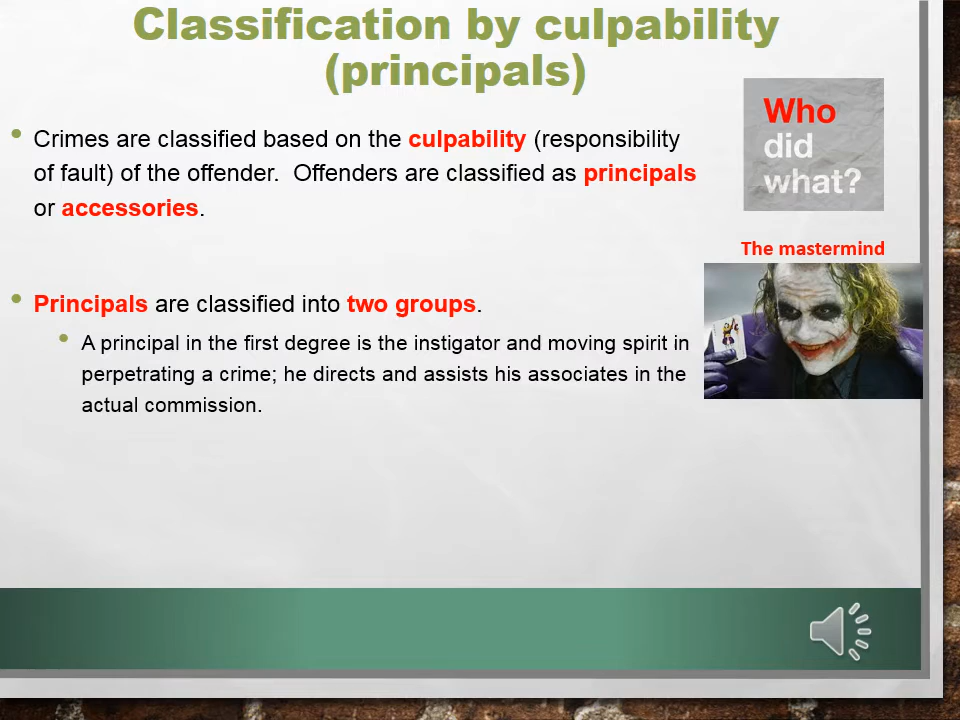 Classification by culpability
(principals)
Who
did
what?
Crimes are classified based on the culpability (responsibility
of fault) of the offender. Offenders are classified as principals
or accessories.
The mastermind
Principals are classified into two groups.
A principal in the first degree is the instigator and moving spirit in
perpetrating a crime; he directs and assists his associates in the
actual commission.